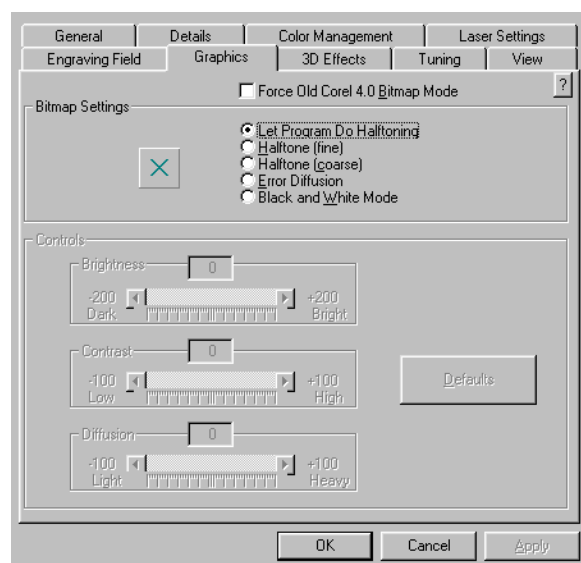 General Details Color Management Laser Settings
Engraving Field Graphics 3D Effects Tuning View
Force Old Corel 4.0 Bitmap Mode ?
Bitmap Settings
Let Program Do Halftoning
Halftone (fine)
Halftone (coarse)
Error Diffusion
Black and White Mode
Controls
Brightness 0
-200 +200
Dark Bright
Contrast 0
-100 +100
Low High
Defaults
Diffusion 0
-100 +100
Light Heavy
OK Cancel Apply